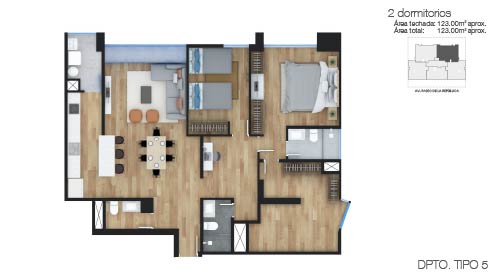 2 dormitorios
Área techada: 123.00m² aprox.
Área total: 123.00m² aprox.
AV. PASEO DE LA REPÚBLICA
DPTO. TIPO 5